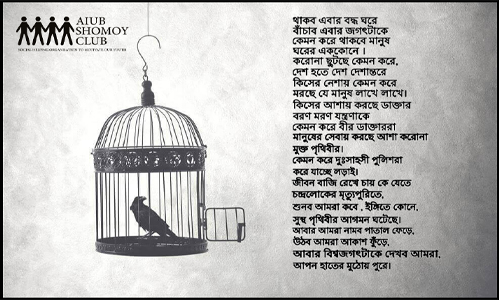 AIUB
SHOMOY
CLUB
থাকব এবার বদ্ধ ঘরে
বাঁচাব এবার জগৎটাকে
কেমন করে থাকবে মানুষ
ঘরের এককোনে ।
করোনা ছুটছে কেমন করে,
দেশ হতে দেশ দেশান্তরে
কিসের নেশায় কেমন করে
মরছে যে মানুষ লাখে লাখে।
কিসের আশায় করছে ডাক্তার
বরণ মরণ যন্ত্রণাকে
কেমন করে বীর ডাক্তাররা
মানুষের সেবায় করছে আশা করোনা
মুক্ত পৃথিবীর।
কেমন করে দুঃসাহসী পুলিশরা
করে যাচ্ছে লড়াই।
জীবন বাজি রেখে চায় কে যেতে
চন্দ্রলোকের মৃত্যুপুরিতে,
শুনব আমরা কবে , ইঙ্গিতে কোনে,
সুস্থ পৃথিবীর আগমন ঘটেছে।
আবার আমরা নামব পাতাল ফেড়ে,
উঠব আমরা আকাশ ফুঁড়ে,
আবার বিশ্বজগৎটাকে দেখব আমরা,
আপন হাতের মুঠোয় পুরে।